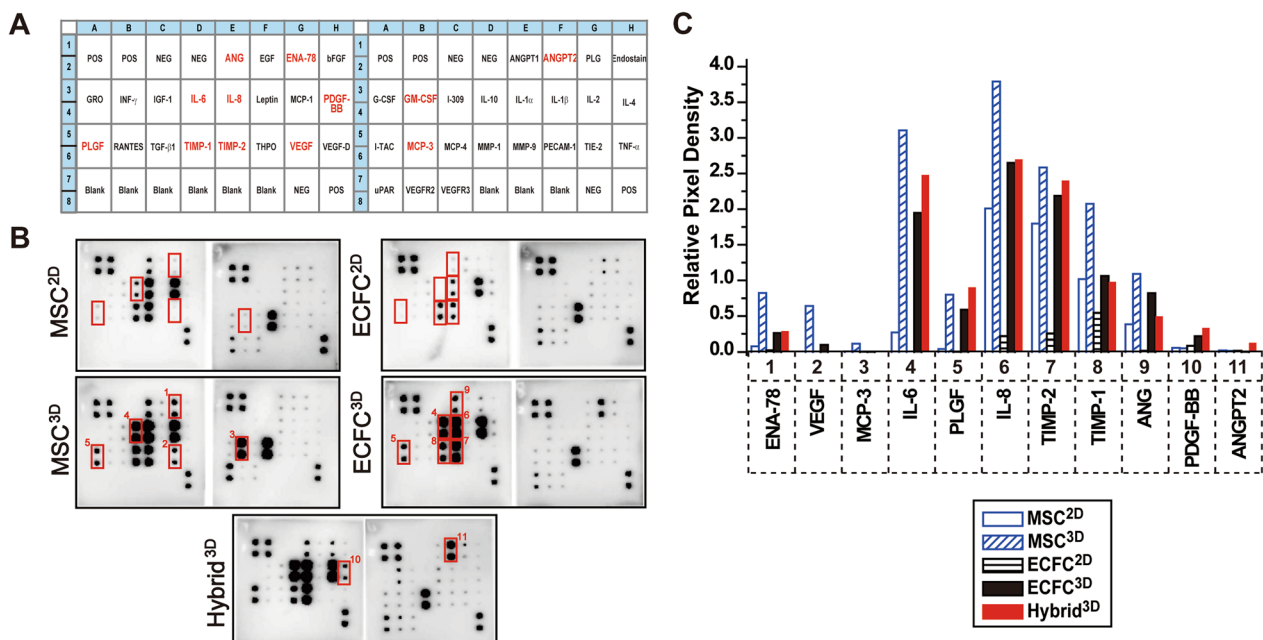 A
A B C D E F G H A B C D E F G H
1
2
POS POS NEG NEG ANG EGF ENA-78 bFGF 1 2 POS POS NEG NEG ANGPT1 ANGPT2 PLG Endostain
3
4
GRO INF-γ IGF-1 IL-6 IL-8 Leptin MCP-1 PDGF-BB 3 4 G-CSF GM-CSF I-309 IL-10 IL-1α IL-1β IL-2 IL-4
5
6
PLGF RANTES TGF-β1 TIMP-1 TIMP-2 THPO VEGF VEGF-D 5 6 I-TAC MCP-3 MCP-4 MMP-1 MMP-9 PECAM-1 TIE-2 TNF-α
7
8
Blank Blank Blank Blank Blank Blank NEG POS 7 8 uPAR VEGFR2 VEGFR3 Blank Blank Blank NEG POS
B
MSC2D
ECFC2D
MSC3D
1
4
5
2
3
ECFC3D
9
4 6
5 8 7
Hybrid3D
10
11
C
Relative Pixel Density
4.0
3.5
3.0
2.5
2.0
1.5
1.0
0.5
0.0
1 2 3 4 5 6 7 8 9 10 11
ENA-78
VEGF
MCP-3
IL-6
PLGF
IL-8
TIMP-2
TIMP-1
ANG
PDGF-BB
ANGPT2
MSC2D
MSC3D
ECFC2D
ECFC3D
Hybrid3D